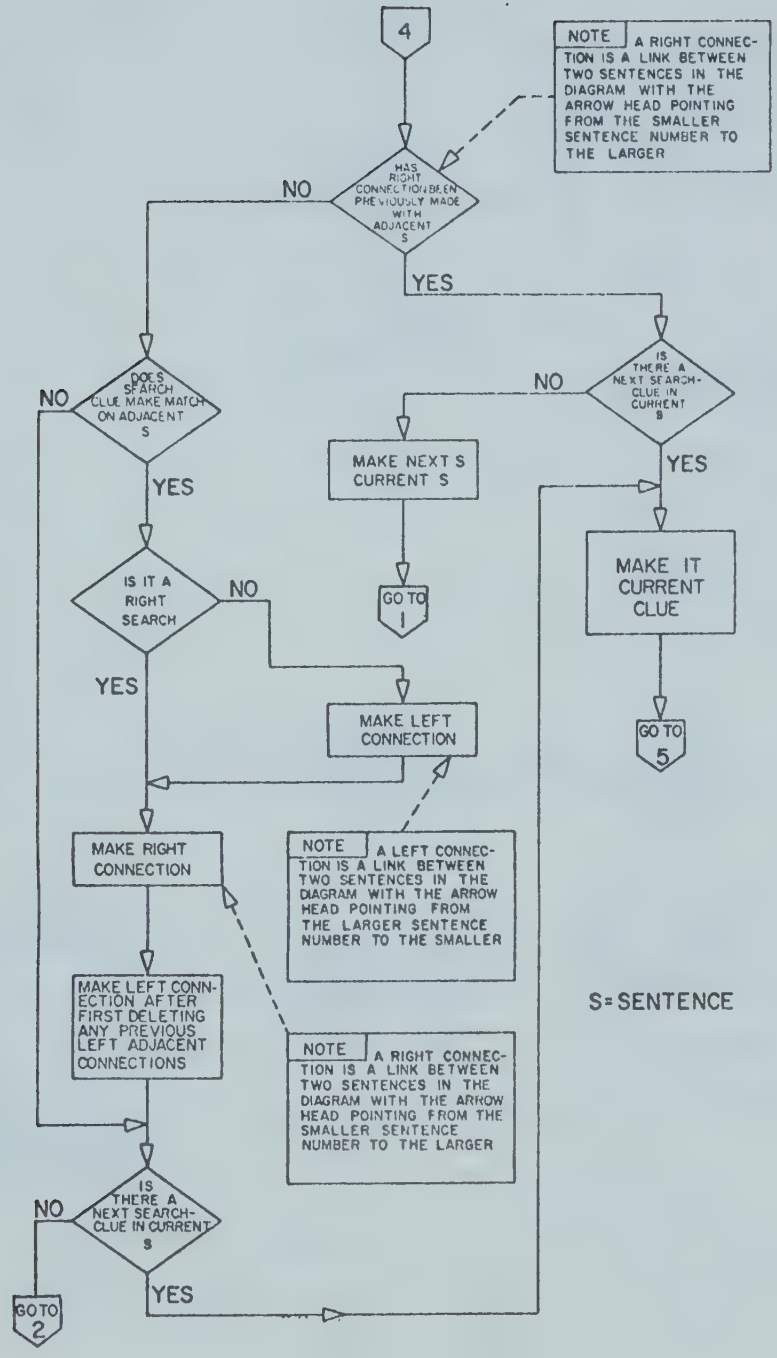 4
NOTE A RIGHT CONNEC-
TION IS A LINK BETWEEN
TWO SENTENCES IN THE
DIAGRAM WITH THE
ARROW HEAD POINTING
FROM THE SMALLER
SENTENCE NUMBER TO
THE LARGER
HAS
RIGHT
CONNECTION BEEN
PREVIOUSLY MADE
WITH
ADJACENT
S
NO
YES
DOES
SEARCH
CLUE MAKE MATCH
ON ADJACENT
S
NO
YES
IS
THERE A
NEXT SEARCH-
CLUE IN
CURRENT
S
NO
YES
MAKE NEXT S
CURRENT S
GO TO
1
MAKE IT
CURRENT
CLUE
GO TO
5
IS IT A
RIGHT
SEARCH
NO
YES
MAKE LEFT
CONNECTION
MAKE RIGHT
CONNECTION
NOTE A LEFT CONNEC-
TION IS A LINK BETWEEN
TWO SENTENCES IN THE
DIAGRAM WITH THE ARROW
HEAD POINTING FROM
THE LARGER SENTENCE
NUMBER TO THE SMALLER
MAKE LEFT CONN-
ECTION AFTER
FIRST DELETING
ANY PREVIOUS
LEFT ADJACENT
CONNECTIONS
S=SENTENCE
NOTE A RIGHT CONNEC-
TION IS A LINK BETWEEN
TWO SENTENCES IN THE
DIAGRAM WITH THE ARROW
HEAD POINTING FROM THE
SMALLER SENTENCE
NUMBER TO THE LARGER
IS
THERE A
NEXT SEARCH-
CLUE IN CURRENT
S
NO
YES
GO TO
2